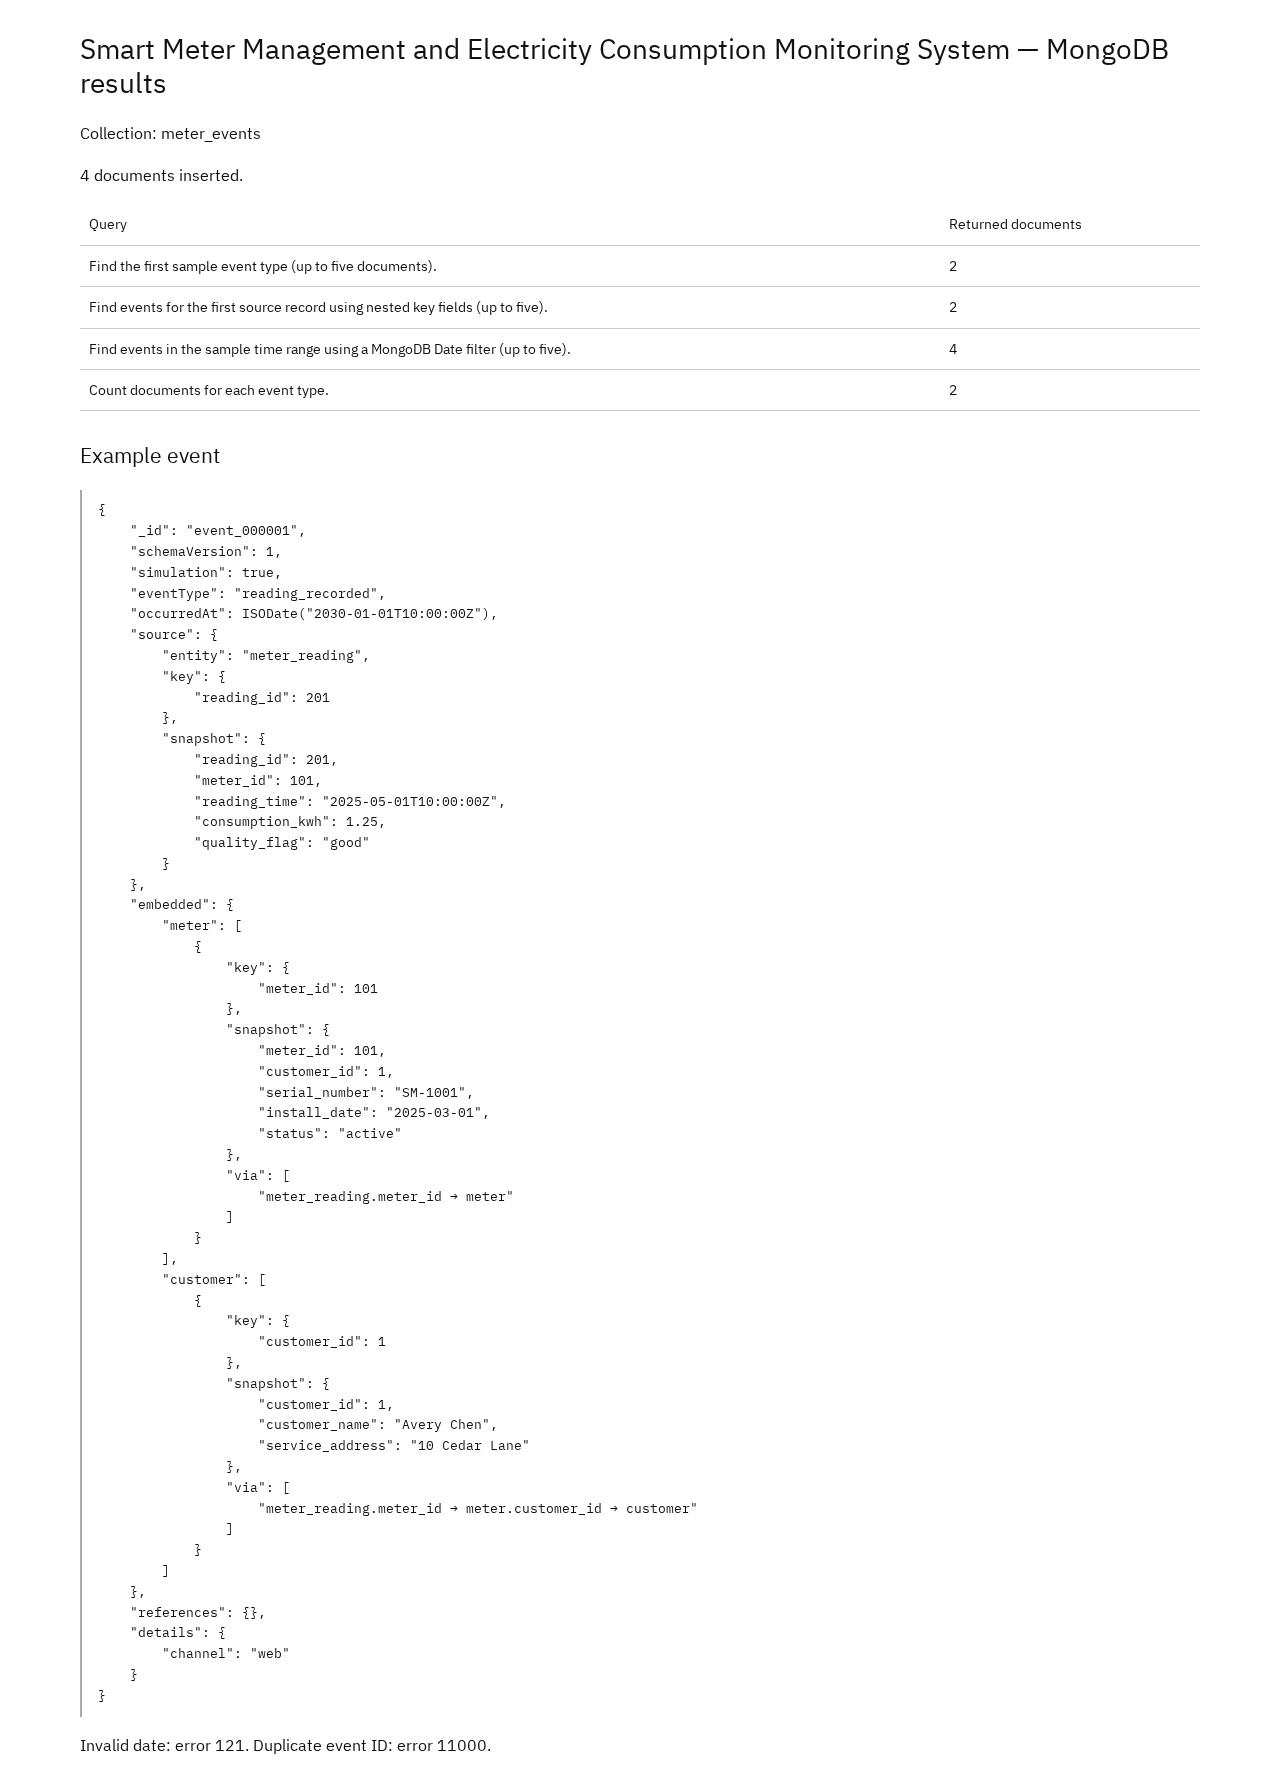 Smart Meter Management and Electricity Consumption Monitoring System — MongoDB
results
Collection: meter_events
4 documents inserted.
Query Returned documents
Find the first sample event type (up to five documents). 2
Find events for the first source record using nested key fields (up to five). 2
Find events in the sample time range using a MongoDB Date filter (up to five). 4
Count documents for each event type. 2
Example event
{
    "_id": "event_000001",
    "schemaVersion": 1,
    "simulation": true,
    "eventType": "reading_recorded",
    "occurredAt": ISODate("2030-01-01T10:00:00Z"),
    "source": {
        "entity": "meter_reading",
        "key": {
            "reading_id": 201
        },
        "snapshot": {
            "reading_id": 201,
            "meter_id": 101,
            "reading_time": "2025-05-01T10:00:00Z",
            "consumption_kwh": 1.25,
            "quality_flag": "good"
        }
    },
    "embedded": {
        "meter": [
            {
                "key": {
                    "meter_id": 101
                },
                "snapshot": {
                    "meter_id": 101,
                    "customer_id": 1,
                    "serial_number": "SM-1001",
                    "install_date": "2025-03-01",
                    "status": "active"
                },
                "via": [
                    "meter_reading.meter_id → meter"
                ]
            }
        ],
        "customer": [
            {
                "key": {
                    "customer_id": 1
                },
                "snapshot": {
                    "customer_id": 1,
                    "customer_name": "Avery Chen",
                    "service_address": "10 Cedar Lane"
                },
                "via": [
                    "meter_reading.meter_id → meter.customer_id → customer"
                ]
            }
        ]
    },
    "references": {},
    "details": {
        "channel": "web"
    }
}
Invalid date: error 121. Duplicate event ID: error 11000.